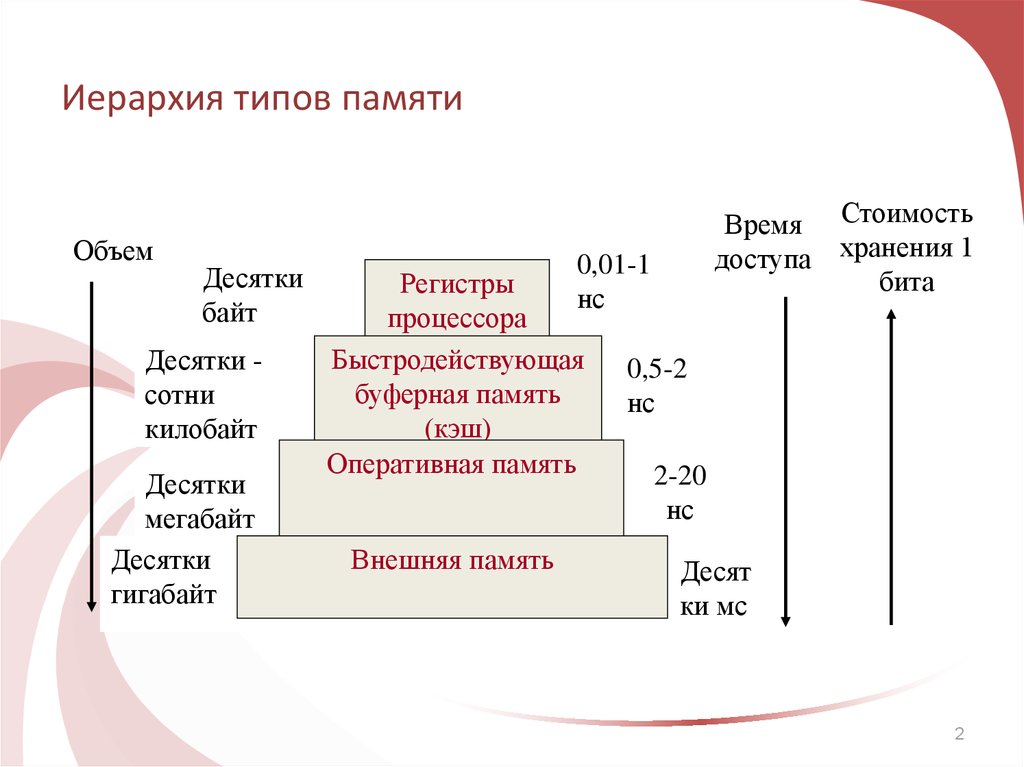 Иерархия типов памяти
Объем
Десятки
байт
Регистры
процессора
0,01-1
нс
Время
доступа
Стоимость
хранения 1
бита
Десятки -
сотни
килобайт
Быстродействующая
буферная память
(кэш)
0,5-2
нс
Десятки
мегабайт
Оперативная память
2-20
нс
Десятки
гигабайт
Внешняя память
Десят
ки мс
2